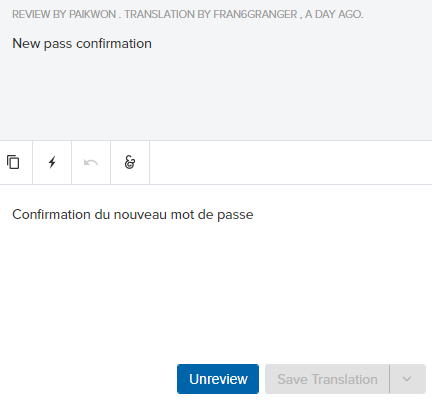 REVIEW BY PAIKWON . TRANSLATION BY FRAN6GRANGER , A DAY AGO.
New pass confirmation
Confirmation du nouveau mot de passe
Unreview
Save Translation